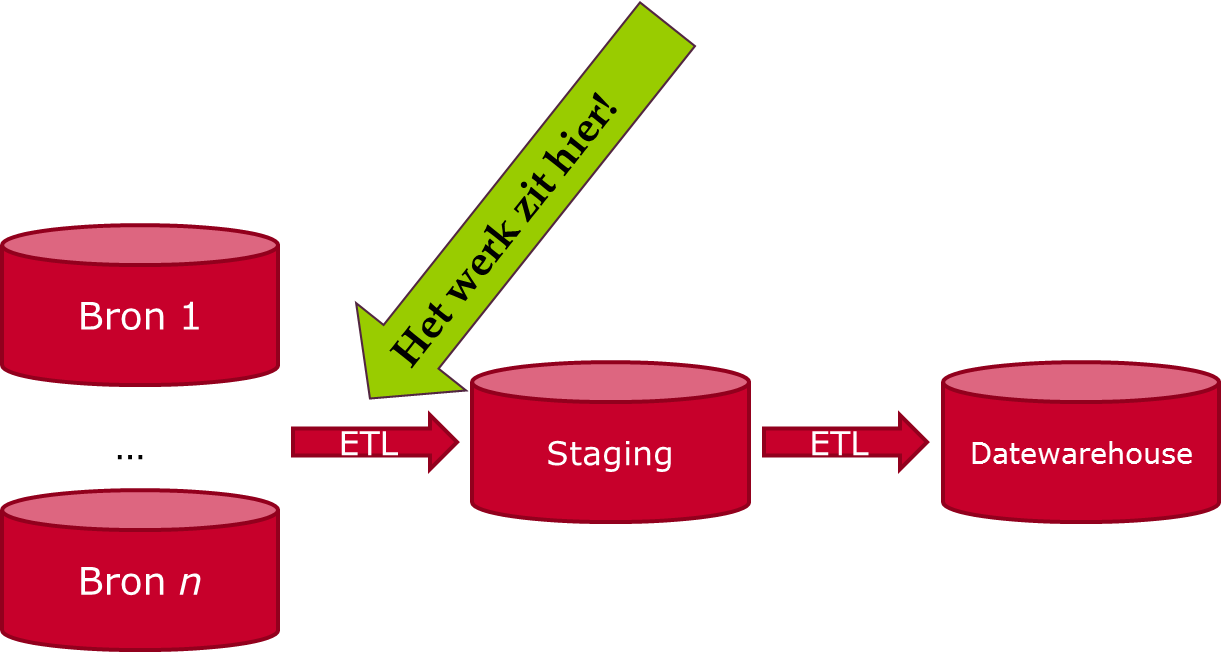 Het werk zit hier!
Bron 1
...
Bron n
ETL
Staging
ETL
Datewarehouse